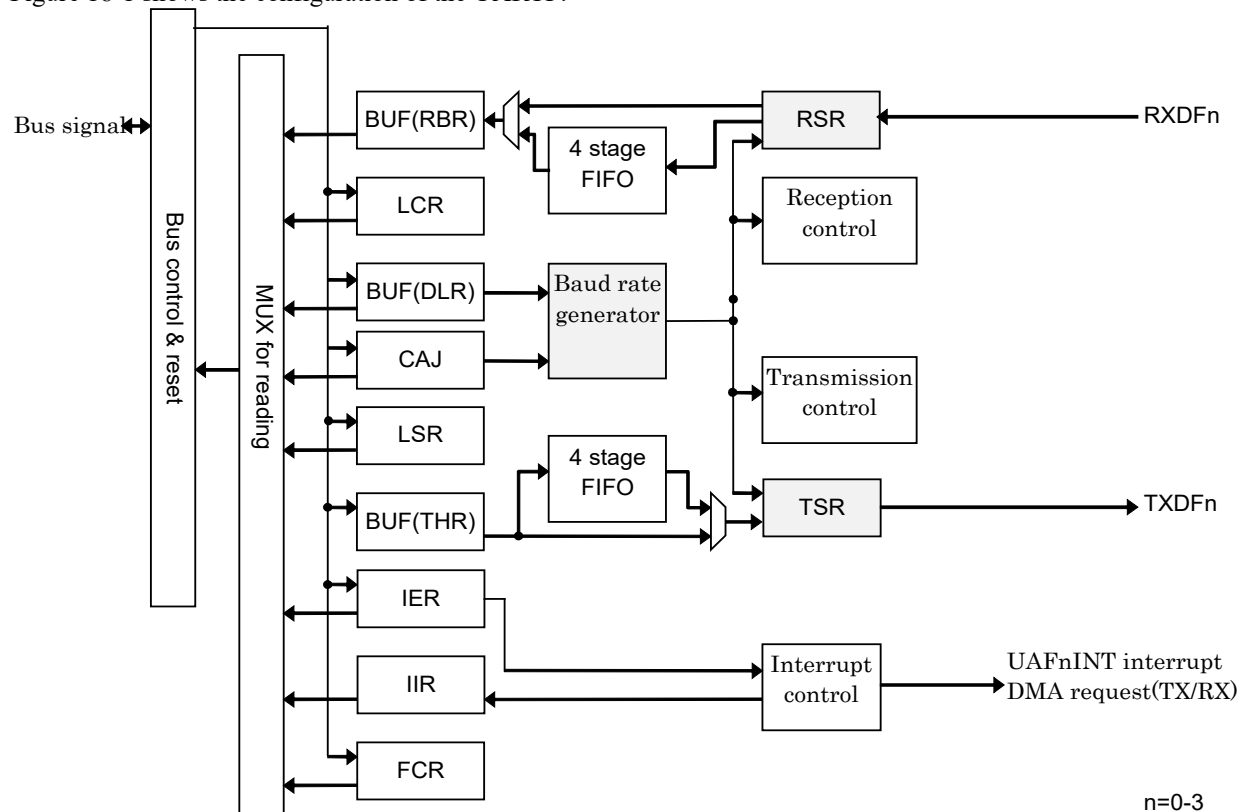 Bus signal
Bus control & reset
MUX for reading
BUF(RBR)
4 stage
FIFO
RSR
RXDFn
LCR
Reception
control
BUF(DLR)
Baud rate
generator
CAJ
Transmission
control
LSR
4 stage
FIFO
BUF(THR)
TSR
TXDFn
IER
IIR
Interrupt
control
UAFnINT interrupt
DMA request(TX/RX)
FCR
n=0-3